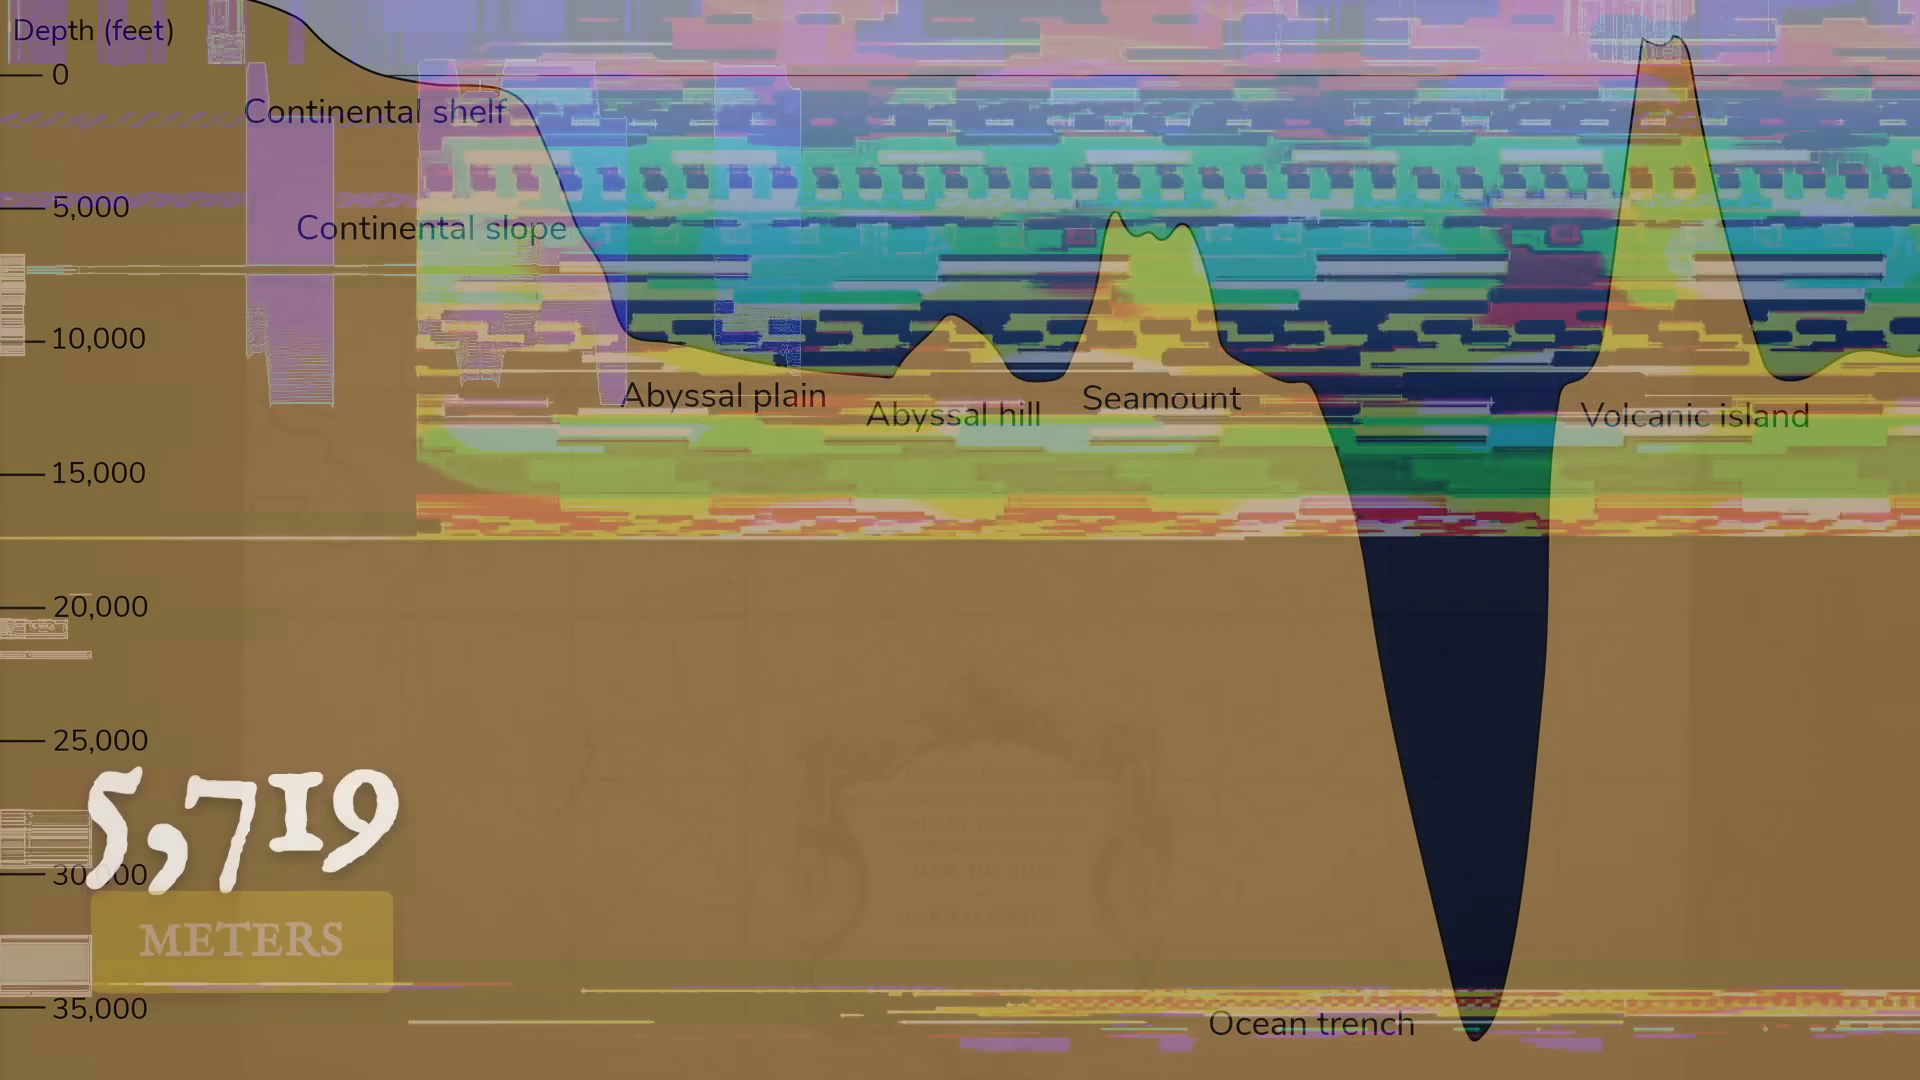 Depth (feet)
0
Continental shelf
5,000
Continental slope
10,000
Abyssal plain
Abyssal hill
Seamount
Volcanic island
15,000
20,000
25,000
5,719
30,000
METERS
35,000
Ocean trench